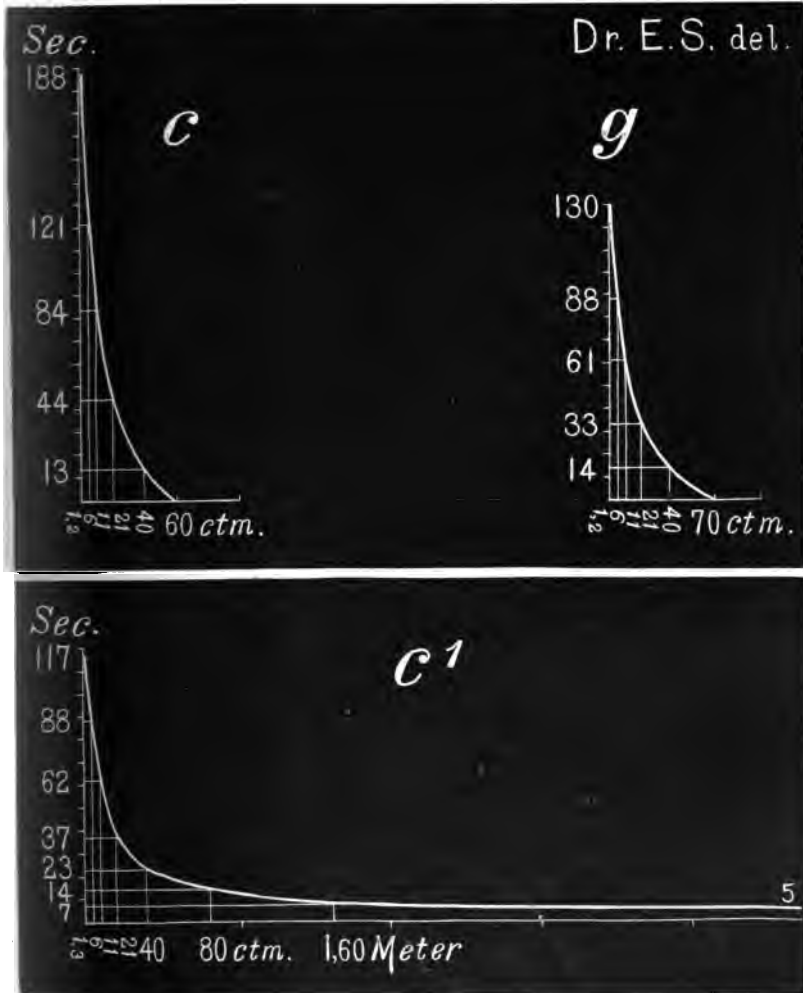 Sec.
Dr. E.S. del.
188
c
121
84
44
13
1,2 6 11 21 40 60 ctm.
g
130
88
61
33
14
1,2 6 11 21 40 70 ctm.
Sec.
c¹
117
88
62
37
23
14
7
5
1,3 6 11 21 40 80 ctm. 1,60 Meter